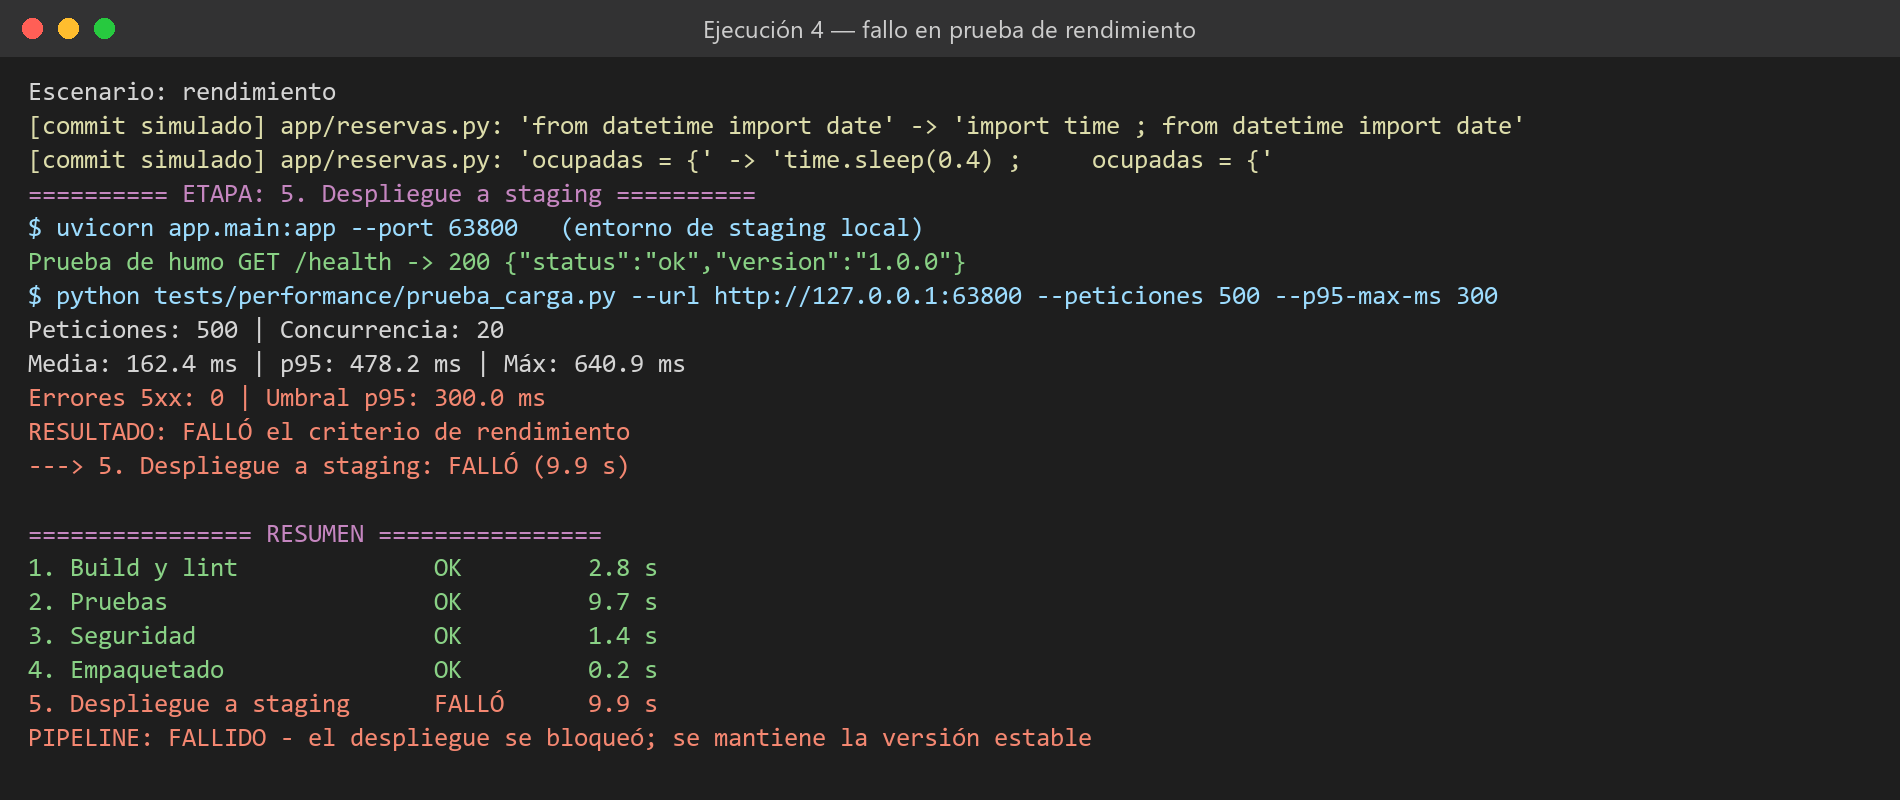 Ejecución 4 — fallo en prueba de rendimiento
Escenario: rendimiento
[commit simulado] app/reservas.py: 'from datetime import date' -> 'import time ; from datetime import date'
[commit simulado] app/reservas.py: 'ocupadas = {' -> 'time.sleep(0.4) ;     ocupadas = {'
========== ETAPA: 5. Despliegue a staging ==========
$ uvicorn app.main:app --port 63800   (entorno de staging local)
Prueba de humo GET /health -> 200 {"status":"ok","version":"1.0.0"}
$ python tests/performance/prueba_carga.py --url http://127.0.0.1:63800 --peticiones 500 --p95-max-ms 300
Peticiones: 500 | Concurrencia: 20
Media: 162.4 ms | p95: 478.2 ms | Máx: 640.9 ms
Errores 5xx: 0 | Umbral p95: 300.0 ms
RESULTADO: FALLÓ el criterio de rendimiento
---> 5. Despliegue a staging: FALLÓ (9.9 s)
================ RESUMEN ================
1. Build y lint              OK         2.8 s
2. Pruebas                   OK         9.7 s
3. Seguridad                 OK         1.4 s
4. Empaquetado               OK         0.2 s
5. Despliegue a staging      FALLÓ      9.9 s
PIPELINE: FALLIDO - el despliegue se bloqueó; se mantiene la versión estable